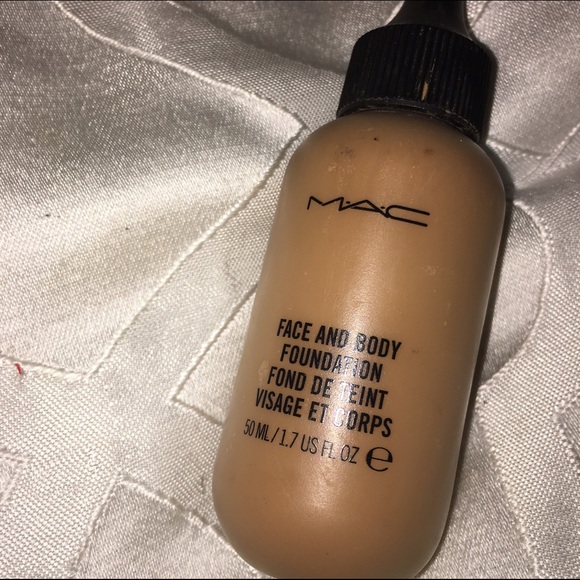 M·A·C
FACE AND BODY
FOUNDATION
FOND DE TEINT
VISAGE ET CORPS
50 ML / 1.7 US FL OZ e